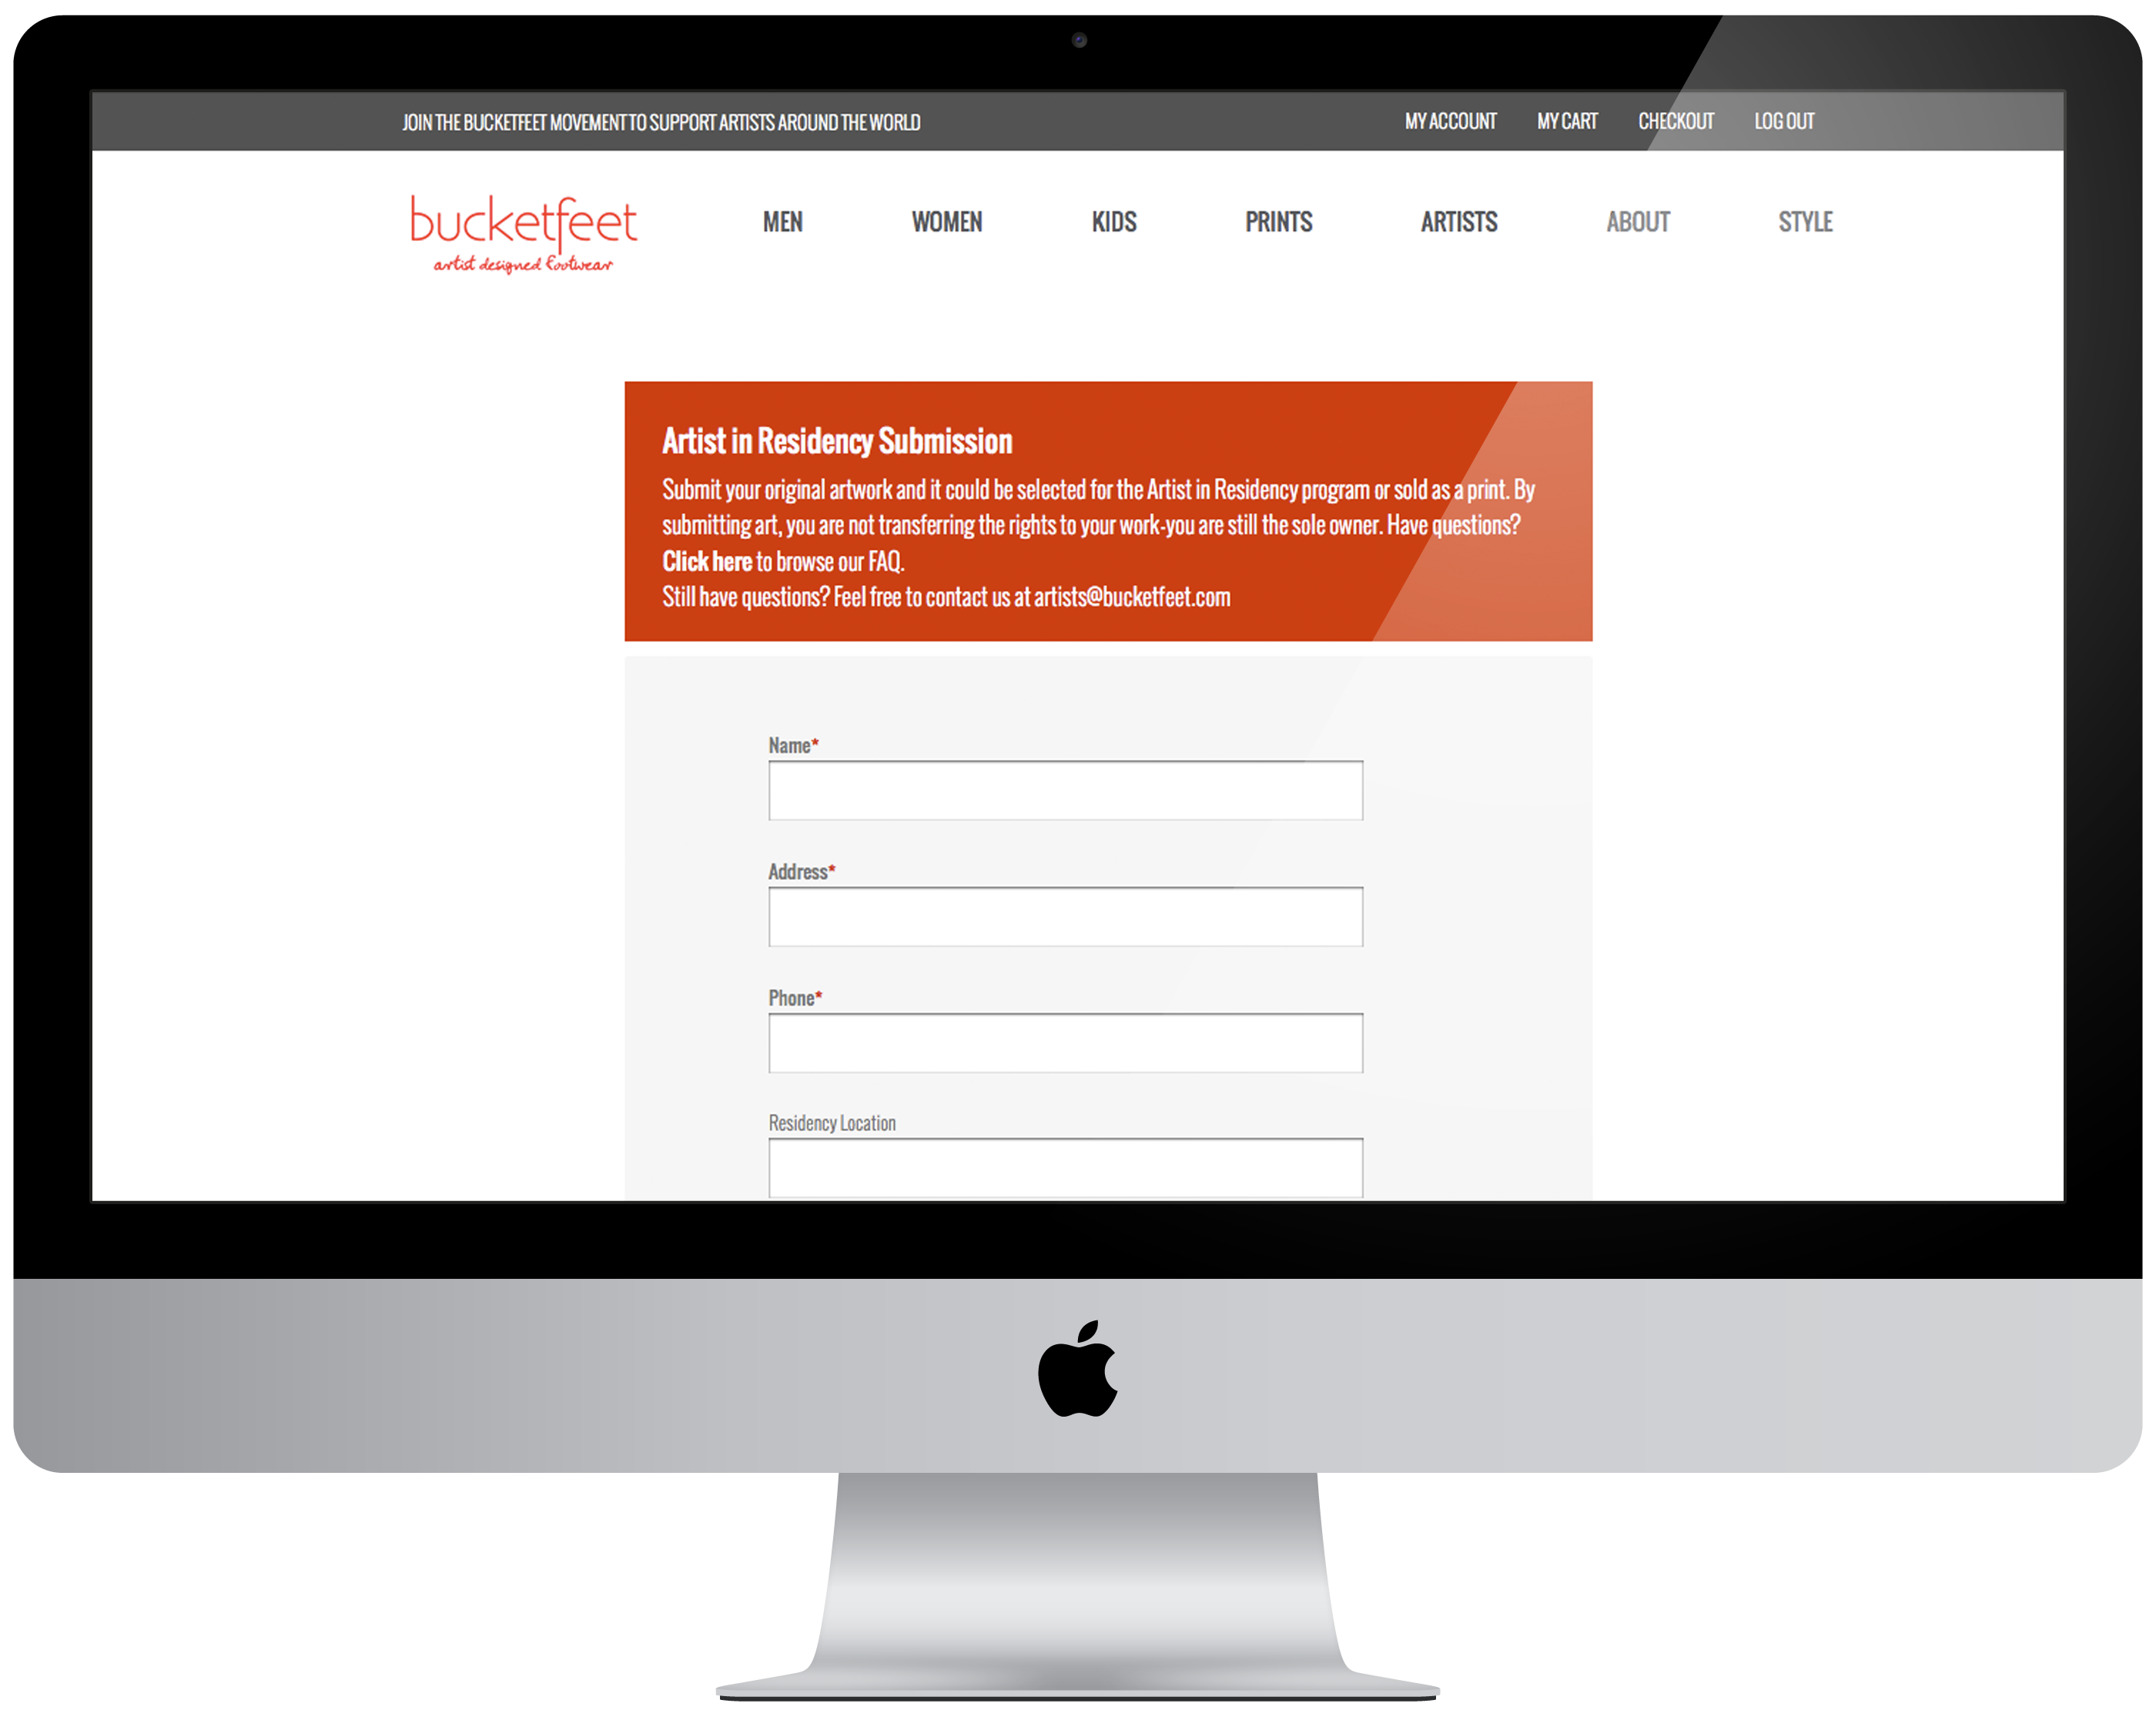 JOIN THE BUCKETFEET MOVEMENT TO SUPPORT ARTISTS AROUND THE WORLD
MY ACCOUNT MY CART CHECKOUT LOG OUT
bucketfeet
artist designed footwear
MEN WOMEN KIDS PRINTS ARTISTS ABOUT STYLE
Artist in Residency Submission
Submit your original artwork and it could be selected for the Artist in Residency program or sold as a print. By
submitting art, you are not transferring the rights to your work-you are still the sole owner. Have questions?
Click here to browse our FAQ.
Still have questions? Feel free to contact us at artists@bucketfeet.com
Name*
Address*
Phone*
Residency Location